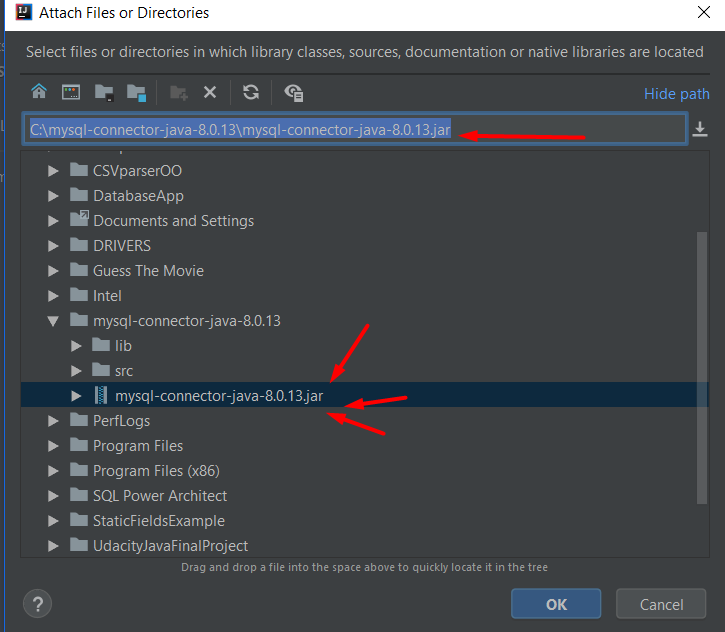 IJ Attach Files or Directories
Select files or directories in which library classes, sources, documentation or native libraries are located
Hide path
C:\mysql-connector-java-8.0.13\mysql-connector-java-8.0.13.jar
CSVparserOO
DatabaseApp
Documents and Settings
DRIVERS
Guess The Movie
Intel
mysql-connector-java-8.0.13
lib
src
mysql-connector-java-8.0.13.jar
PerfLogs
Program Files
Program Files (x86)
SQL Power Architect
StaticFieldsExample
UdacityJavaFinalProject
Drag and drop a file into the space above to quickly locate it in the tree
? OK Cancel